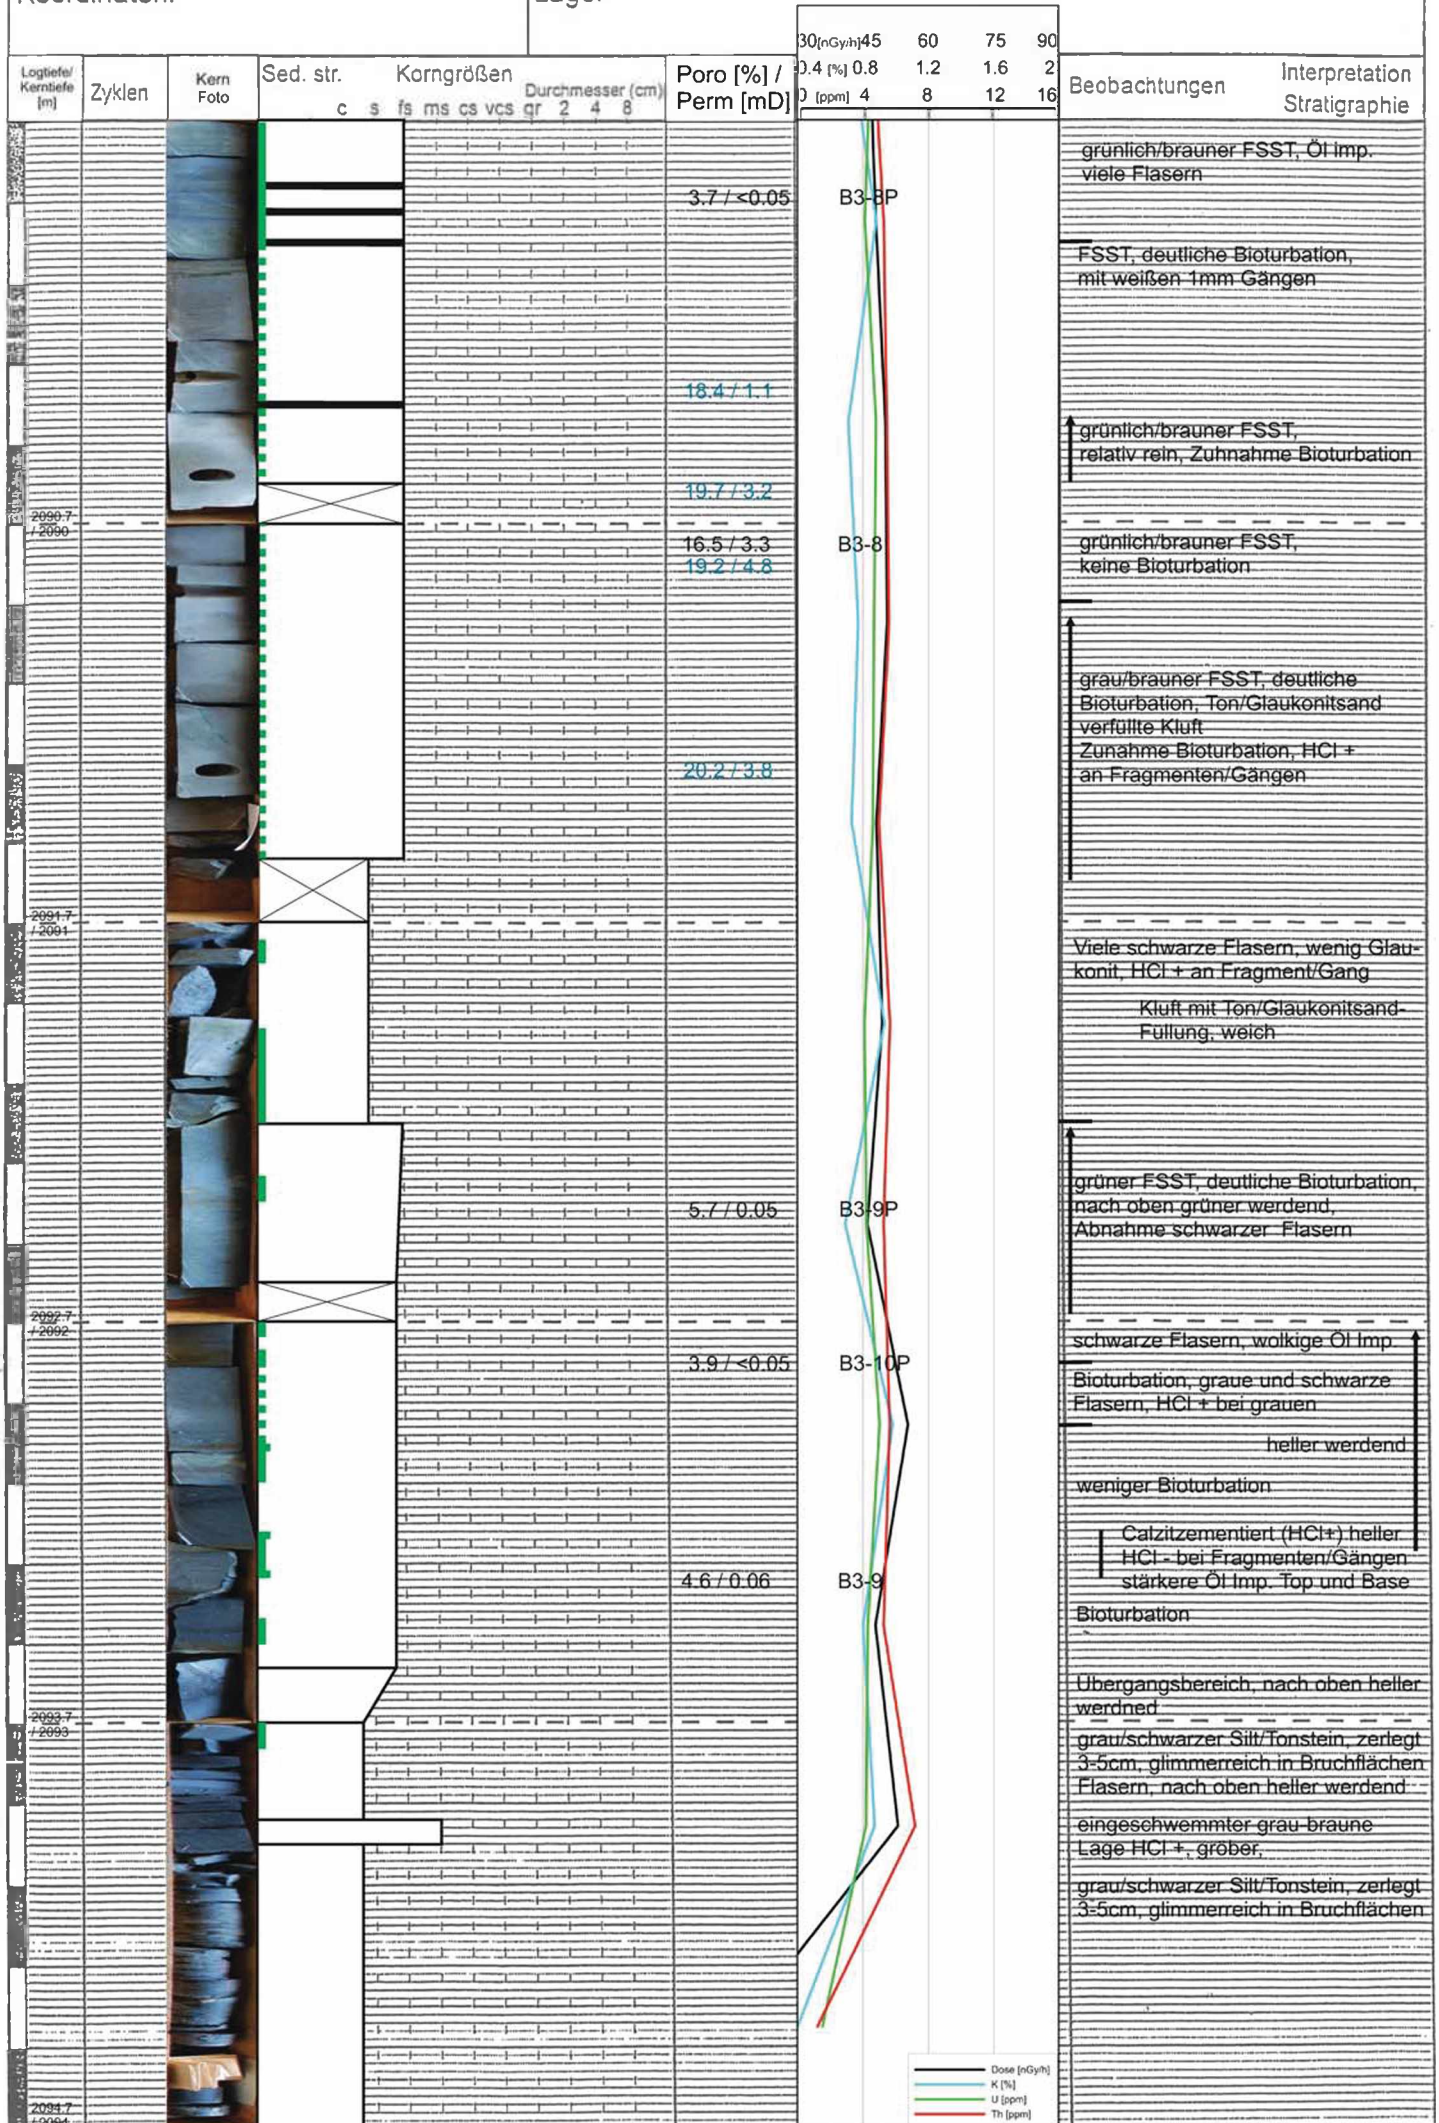 30[nGy/h]45 60 75 90
Logtiefe/
Kerntiefe
[m]
Zyklen
Kern
Foto
Sed. str. Korngrößen
Durchmesser (cm)
c s fs ms cs vcs gr 2 4 8
Poro [%] /
Perm [mD]
0.4 [%] 0.8 1.2 1.6 2
0 [ppm] 4 8 12 16
Beobachtungen
Interpretation
Stratigraphie
grünlich/brauner FSST, Öl imp.
viele Flasern
3.7 / <0.05 B3-8P
FSST, deutliche Bioturbation,
mit weißen 1mm Gängen
18.4 / 1.1
grünlich/brauner FSST,
relativ rein, Zuhnahme Bioturbation
19.7 / 3.2
2090.7
/ 2090
16.5 / 3.3 B3-8
19.2 / 4.8
grünlich/brauner FSST,
keine Bioturbation
grau/brauner FSST, deutliche
Bioturbation, Ton/Glaukonitsand
verfüllte Kluft
Zunahme Bioturbation, HCl +
an Fragmenten/Gängen
20.2 / 3.8
2091.7
/ 2091
Viele schwarze Flasern, wenig Glau-
konit, HCl + an Fragment/Gang
Kluft mit Ton/Glaukonitsand-
Füllung, weich
5.7 / 0.05 B3-9P
grüner FSST, deutliche Bioturbation,
nach oben grüner werdend,
Abnahme schwarzer Flasern
2092.7
/ 2092
schwarze Flasern, wolkige Öl Imp.
3.9 / <0.05 B3-10P
Bioturbation, graue und schwarze
Flasern, HCl + bei grauen
heller werdend
weniger Bioturbation
Calzitzementiert (HCl+) heller
HCl - bei Fragmenten/Gängen
stärkere Öl Imp. Top und Base
4.6 / 0.06 B3-9
Bioturbation
Übergangsbereich, nach oben heller
werdned
2093.7
/ 2093
grau/schwarzer Silt/Tonstein, zerlegt
3-5cm, glimmerreich in Bruchflächen
Flasern, nach oben heller werdend
eingeschwemmter grau-braune
Lage HCl +, gröber,
grau/schwarzer Silt/Tonstein, zerlegt
3-5cm, glimmerreich in Bruchflächen
Dose [nGy/h]
K [%]
U [ppm]
Th [ppm]
2094.7